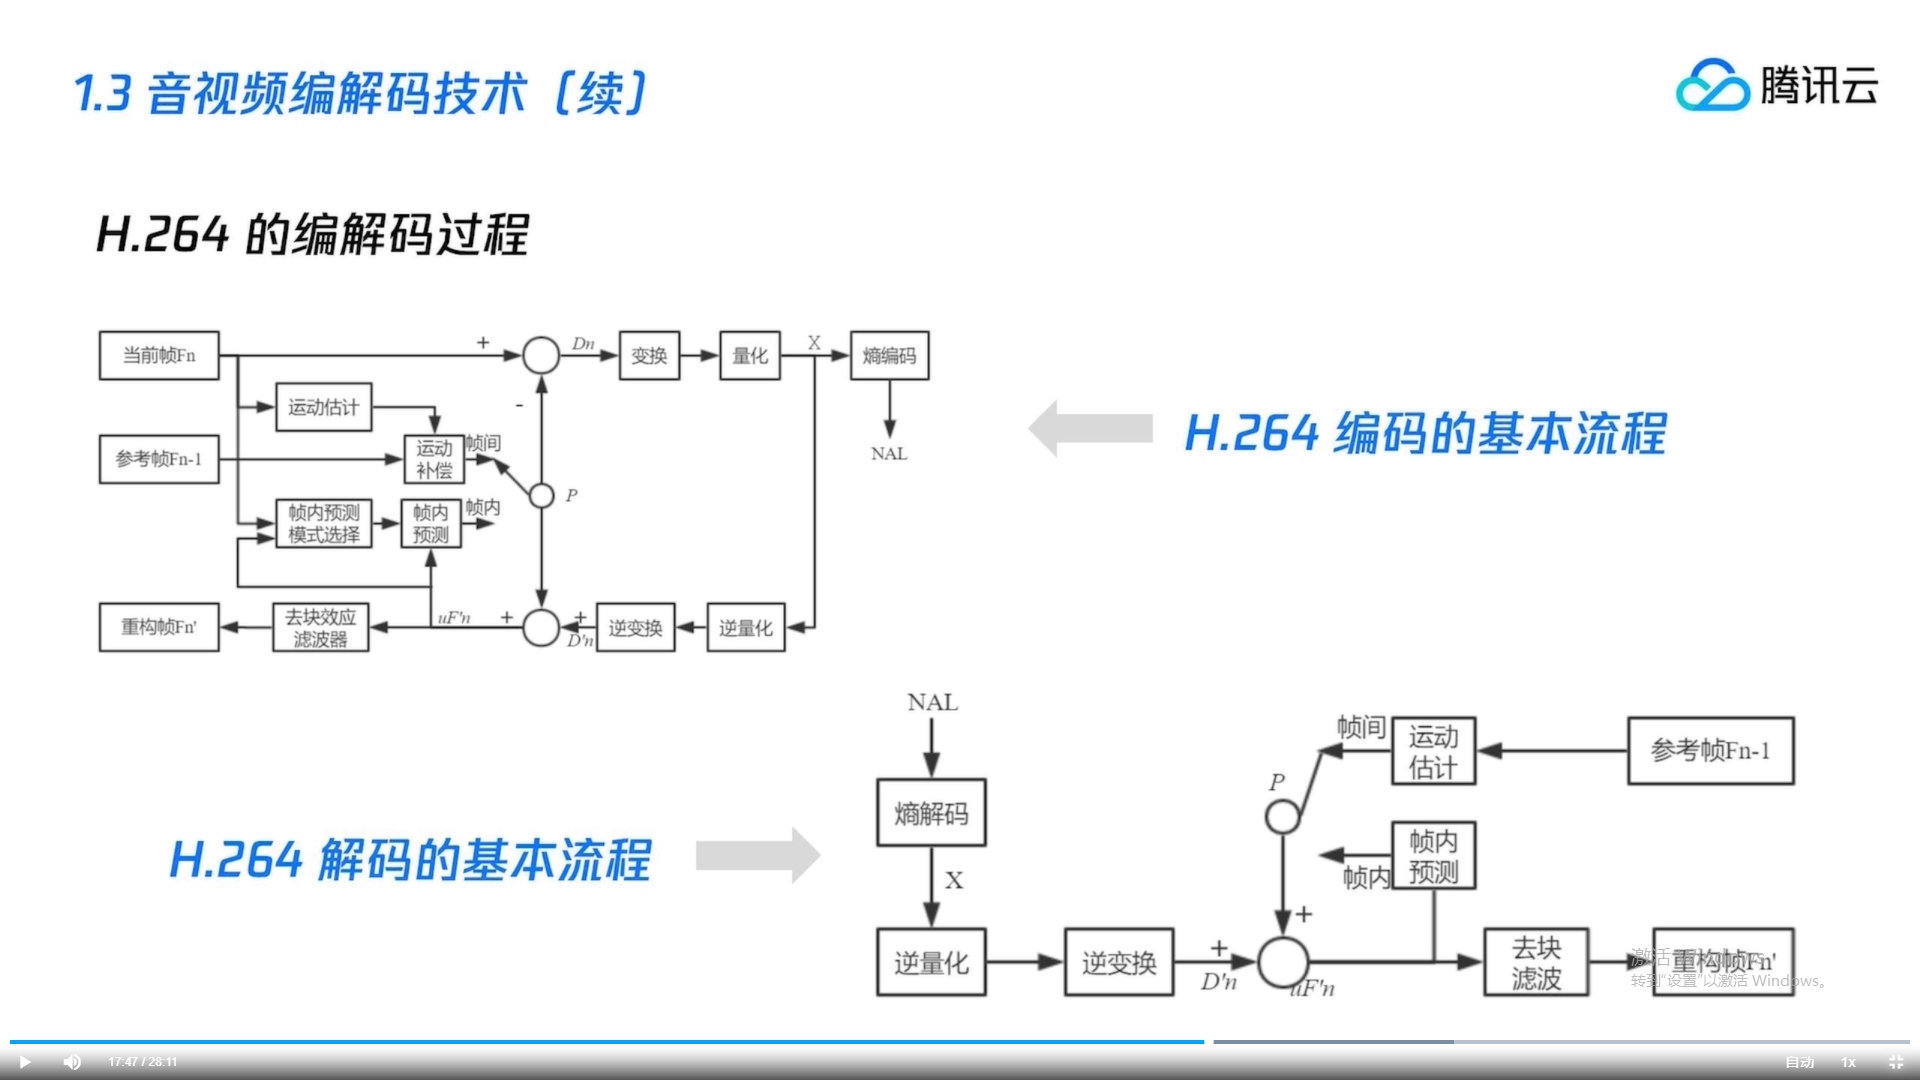 1.3 音视频编解码技术（续）
腾讯云
H.264 的编解码过程
当前帧Fn
+
Dn
变换
量化
X
熵编码
运动估计
-
参考帧Fn-1
运动
补偿
帧间
NAL
P
帧内预测
模式选择
帧内
预测
帧内
重构帧Fn'
去块效应
滤波器
uF'n
+
+
D'n
逆变换
逆量化
H.264 编码的基本流程
H.264 解码的基本流程
NAL
熵解码
X
逆量化
逆变换
+
D'n
P
+
uF'n
帧间
运动
估计
参考帧Fn-1
帧内
帧内
预测
去块
滤波
重构帧Fn'
激活 Windows
转到"设置"以激活 Windows。
17:47 / 28:11
自动
1x